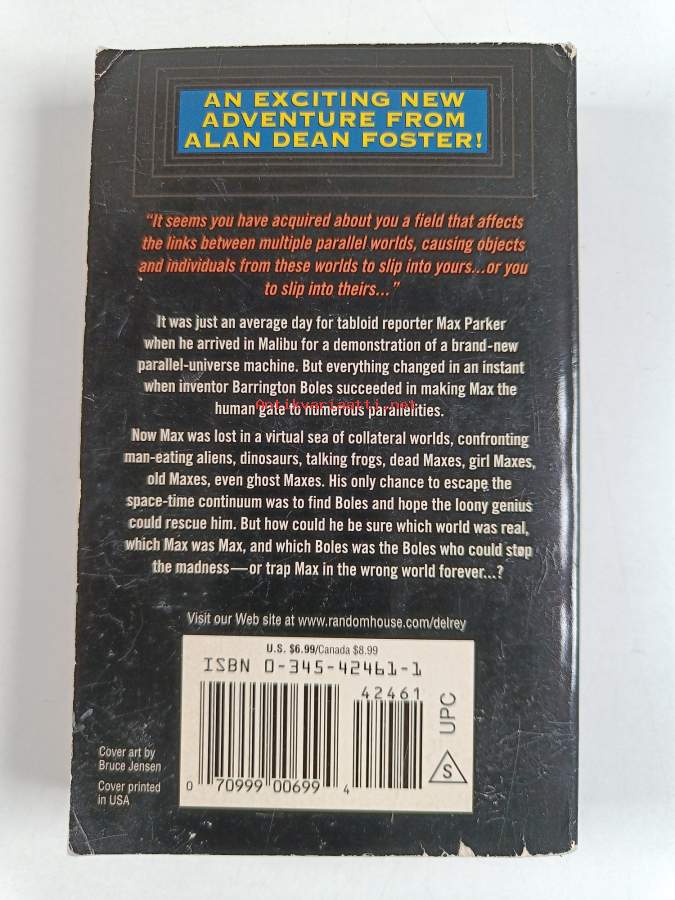 AN EXCITING NEW
ADVENTURE FROM
ALAN DEAN FOSTER!
"It seems you have acquired about you a field that affects
the links between multiple parallel worlds, causing objects
and individuals from these worlds to slip into yours...or you
to slip into theirs..."
It was just an average day for tabloid reporter Max Parker
when he arrived in Malibu for a demonstration of a brand-new
parallel-universe machine. But everything changed in an instant
when inventor Barrington Boles succeeded in making Max the
human gate to numerous paralielities.
Antikvariaatti.net
Now Max was lost in a virtual sea of collateral worlds, confronting
man-eating aliens, dinosaurs, talking frogs, dead Maxes, girl Maxes,
old Maxes, even ghost Maxes. His only chance to escape the
space-time continuum was to find Boles and hope the loony genius
could rescue him. But how could he be sure which world was real,
which Max was Max, and which Boles was the Boles who could stop
the madness—or trap Max in the wrong world forever...?
Visit our Web site at www.randomhouse.com/delrey
U.S. $6.99/Canada $8.99
ISBN 0-345-42461-1
42461
UPC
S
0 70999 00699 4
Cover art by
Bruce Jensen
Cover printed
in USA